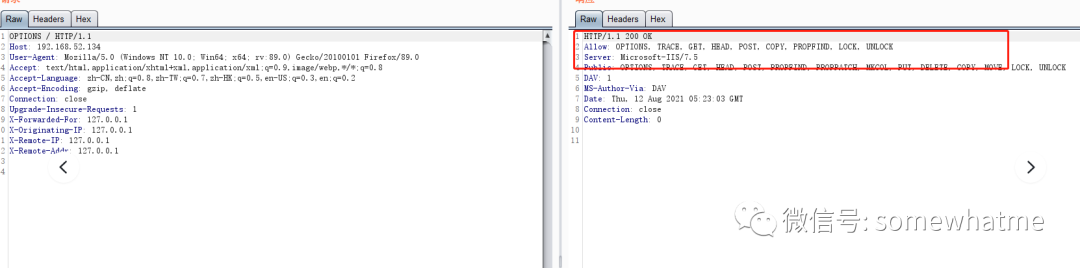 Raw Headers Hex
1 OPTIONS / HTTP/1.1
2 Host: 192.168.52.134
3 User-Agent: Mozilla/5.0 (Windows NT 10.0; Win64; x64; rv:89.0) Gecko/20100101 Firefox/89.0
4 Accept: text/html,application/xhtml+xml,application/xml;q=0.9,image/webp,*/*;q=0.8
5 Accept-Language: zh-CN,zh;q=0.8,zh-TW;q=0.7,zh-HK;q=0.5,en-US;q=0.3,en;q=0.2
6 Accept-Encoding: gzip, deflate
7 Connection: close
8 Upgrade-Insecure-Requests: 1
9 X-Forwarded-For: 127.0.0.1
0 X-Originating-IP: 127.0.0.1
1 X-Remote-IP: 127.0.0.1
2 X-Remote-Addr: 127.0.0.1
3
4
Raw Headers Hex
1 HTTP/1.1 200 OK
2 Allow: OPTIONS, TRACE, GET, HEAD, POST, COPY, PROPFIND, LOCK, UNLOCK
3 Server: Microsoft-IIS/7.5
4 Public: OPTIONS, TRACE, GET, HEAD, POST, PROPFIND, PROPPATCH, MKCOL, PUT, DELETE, COPY, MOVE, LOCK, UNLOCK
5 DAV: 1
6 MS-Author-Via: DAV
7 Date: Thu, 12 Aug 2021 05:23:03 GMT
8 Connection: close
9 Content-Length: 0
10
11
微信号: somewhatme